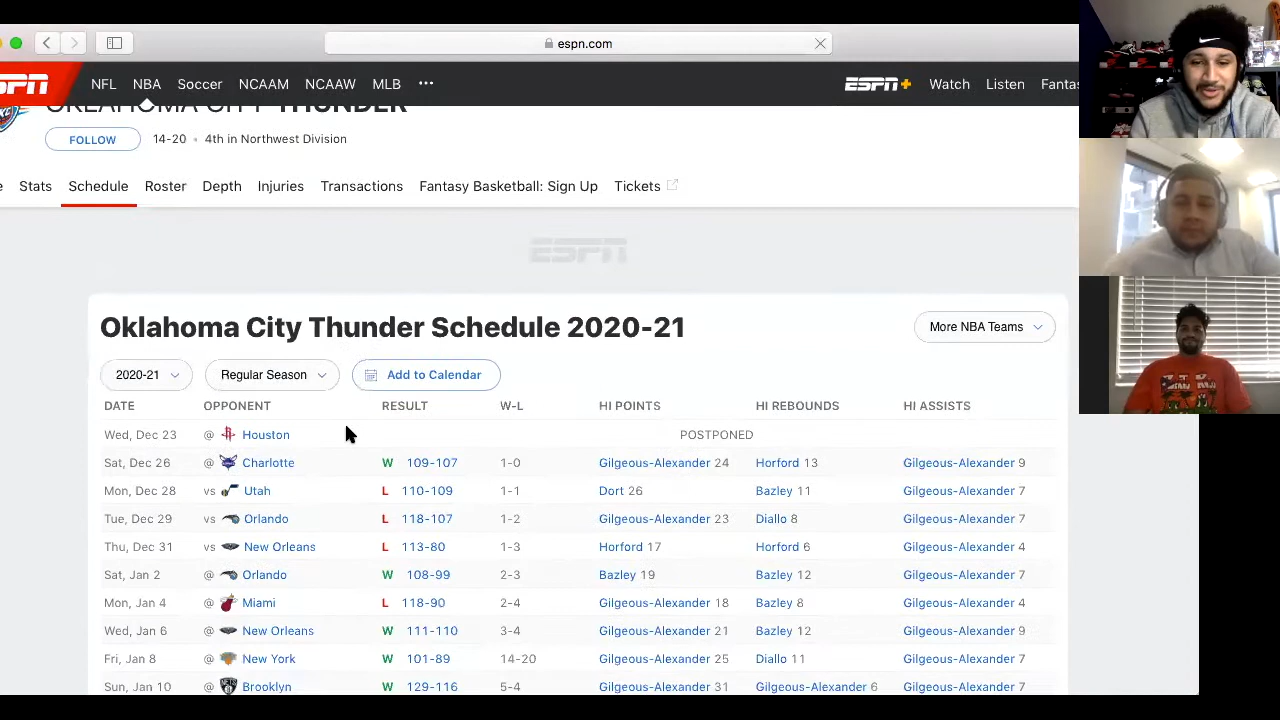 espn.com
NFL NBA Soccer NCAAM NCAAW MLB ••• ESPN+ Watch Listen Fantas
OKLAHOMA CITY THUNDER
FOLLOW 14-20 • 4th in Northwest Division
e Stats Schedule Roster Depth Injuries Transactions Fantasy Basketball: Sign Up Tickets
ESPN
Oklahoma City Thunder Schedule 2020-21 More NBA Teams
2020-21 Regular Season Add to Calendar
DATE OPPONENT RESULT W-L HI POINTS HI REBOUNDS HI ASSISTS
Wed, Dec 23 @ Houston POSTPONED
Sat, Dec 26 @ Charlotte W 109-107 1-0 Gilgeous-Alexander 24 Horford 13 Gilgeous-Alexander 9
Mon, Dec 28 vs Utah L 110-109 1-1 Dort 26 Bazley 11 Gilgeous-Alexander 7
Tue, Dec 29 vs Orlando L 118-107 1-2 Gilgeous-Alexander 23 Diallo 8 Gilgeous-Alexander 7
Thu, Dec 31 vs New Orleans L 113-80 1-3 Horford 17 Horford 6 Gilgeous-Alexander 4
Sat, Jan 2 @ Orlando W 108-99 2-3 Bazley 19 Bazley 12 Gilgeous-Alexander 7
Mon, Jan 4 @ Miami L 118-90 2-4 Gilgeous-Alexander 18 Bazley 8 Gilgeous-Alexander 4
Wed, Jan 6 @ New Orleans W 111-110 3-4 Gilgeous-Alexander 21 Bazley 12 Gilgeous-Alexander 9
Fri, Jan 8 @ New York W 101-89 14-20 Gilgeous-Alexander 25 Diallo 11 Gilgeous-Alexander 7
Sun, Jan 10 @ Brooklyn W 129-116 5-4 Gilgeous-Alexander 31 Gilgeous-Alexander 6 Gilgeous-Alexander 7